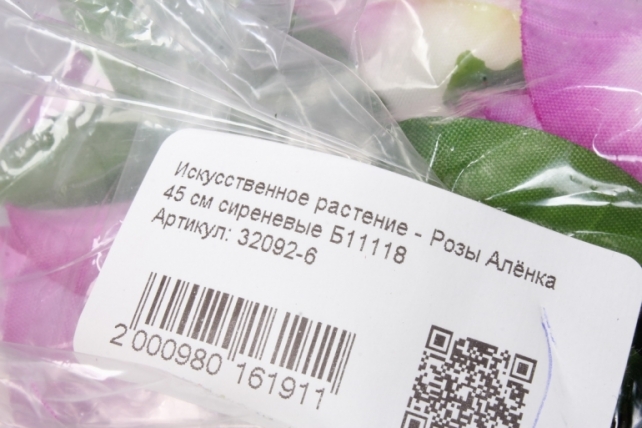 Искусственное растение - Розы Алёнка
45 см сиреневые Б11118
Артикул: 32092-6
2 000980 161911